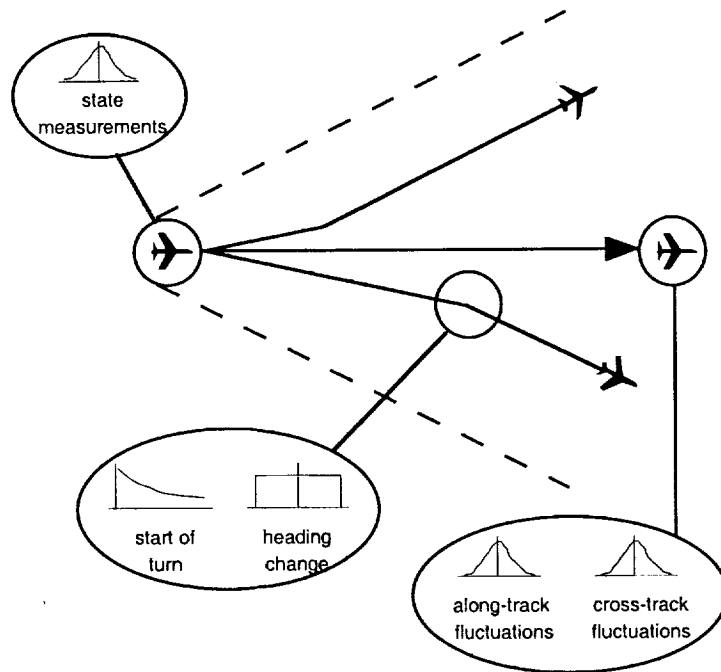 state
measurements
start of
turn
heading
change
along-track
fluctuations
cross-track
fluctuations